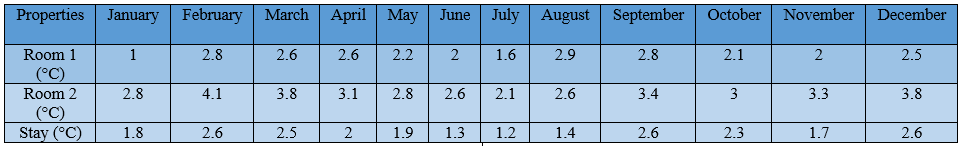 Properties January February March April May June July August September October November December
Room 1 (°C) 1 2.8 2.6 2.6 2.2 2 1.6 2.9 2.8 2.1 2 2.5
Room 2 (°C) 2.8 4.1 3.8 3.1 2.8 2.6 2.1 2.6 3.4 3 3.3 3.8
Stay (°C) 1.8 2.6 2.5 2 1.9 1.3 1.2 1.4 2.6 2.3 1.7 2.6